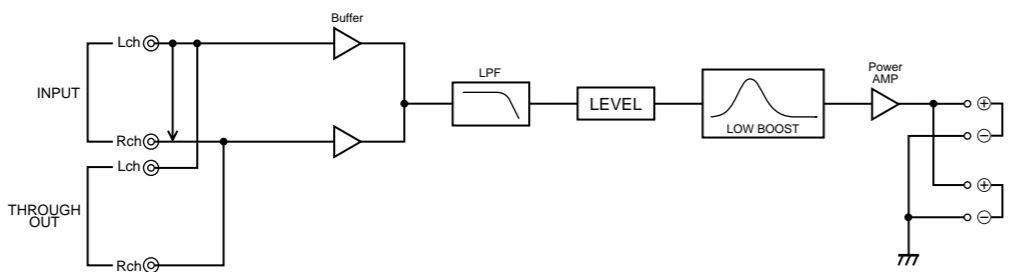 Buffer
Lch
INPUT
Rch
Lch
THROUGH
OUT
Rch
LPF
LEVEL
LOW BOOST
Power
AMP
+
−
+
−